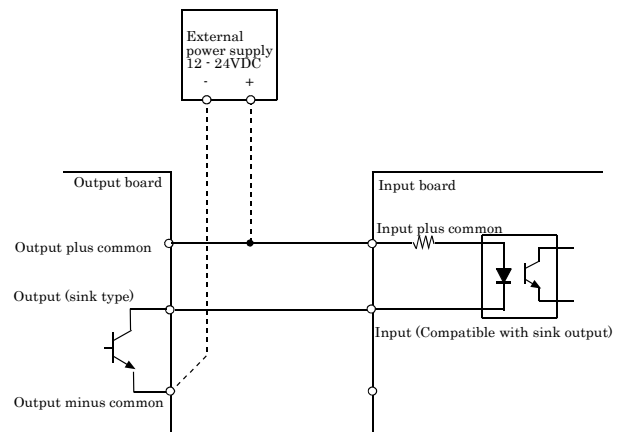 External
power supply
12 - 24VDC
- +
Output board
Input board
Input plus common
Output plus common
Output (sink type)
Input (Compatible with sink output)
Output minus common